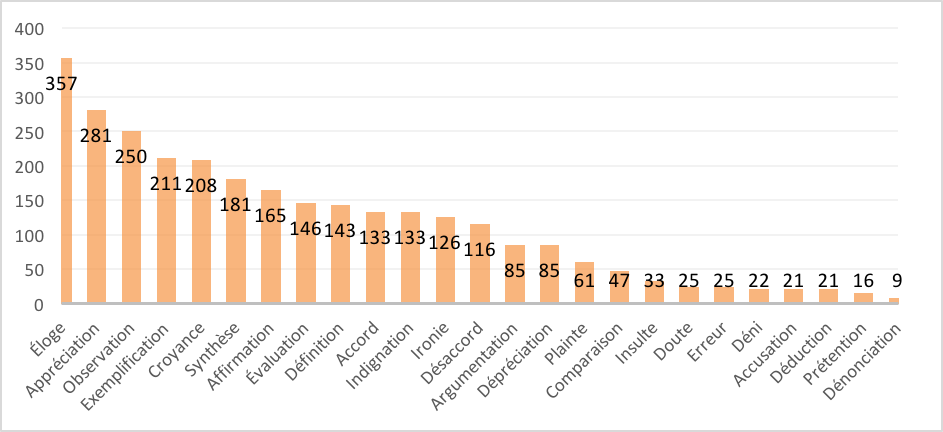 400
350
300
250
200
150
100
50
0
357
281
250
211
208
181
165
146
143
133
133
126
116
85
85
61
47
33
25
25
22
21
21
16
9
Éloge
Appréciation
Observation
Exemplification
Croyance
Synthèse
Affirmation
Évaluation
Définition
Accord
Indignation
Ironie
Désaccord
Argumentation
Dépréciation
Plainte
Comparaison
Insulte
Doute
Erreur
Déni
Accusation
Déduction
Prétention
Dénonciation